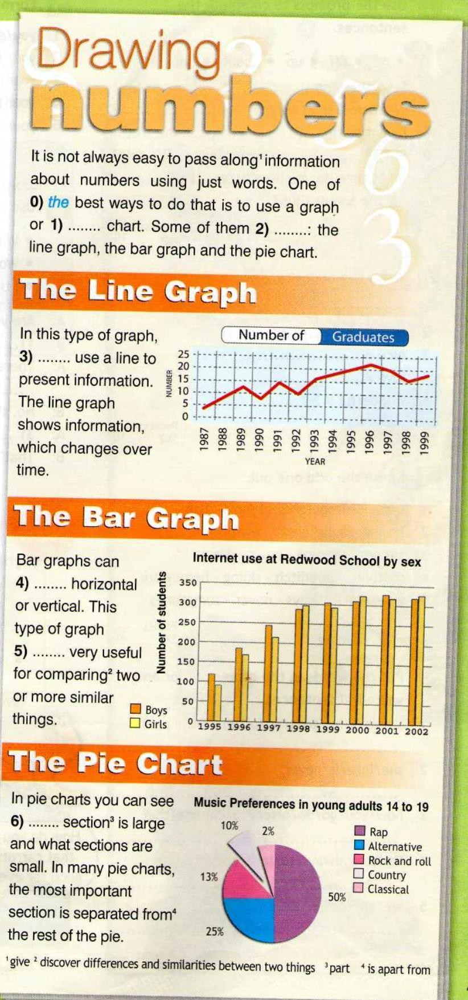 Drawing
numbers
It is not always easy to pass along¹ information
about numbers using just words. One of
0) the best ways to do that is to use a graph
or 1) ........ chart. Some of them 2) ........: the
line graph, the bar graph and the pie chart.
The Line Graph
In this type of graph,
3) ........ use a line to
present information.
The line graph
shows information,
which changes over
time.
Number of Graduates
NUMBER
25
20
15
10
5
0
1987 1988 1989 1990 1991 1992 1993 1994 1995 1996 1997 1998 1999
YEAR
The Bar Graph
Bar graphs can
4) ........ horizontal
or vertical. This
type of graph
5) ........ very useful
for comparing² two
or more similar
things.
Boys
Girls
Internet use at Redwood School by sex
Number of students
350
300
250
200
150
100
50
0
1995 1996 1997 1998 1999 2000 2001 2002
The Pie Chart
In pie charts you can see
6) ........ section³ is large
and what sections are
small. In many pie charts,
the most important
section is separated from⁴
the rest of the pie.
Music Preferences in young adults 14 to 19
10%
2%
13%
50%
25%
Rap
Alternative
Rock and roll
Country
Classical
¹give ² discover differences and similarities between two things ³part ⁴ is apart from